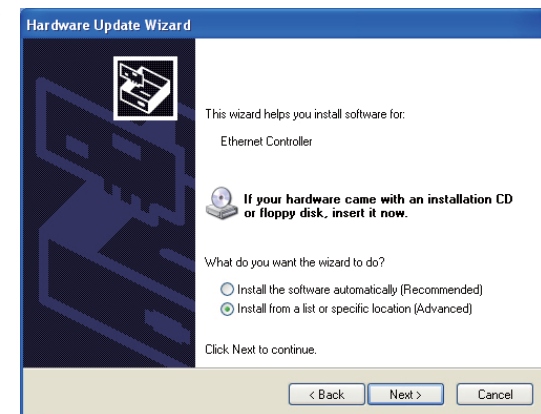 Hardware Update Wizard
This wizard helps you install software for:
Ethernet Controller
If your hardware came with an installation CD
or floppy disk, insert it now.
What do you want the wizard to do?
Install the software automatically (Recommended)
Install from a list or specific location (Advanced)
Click Next to continue.
< Back Next > Cancel